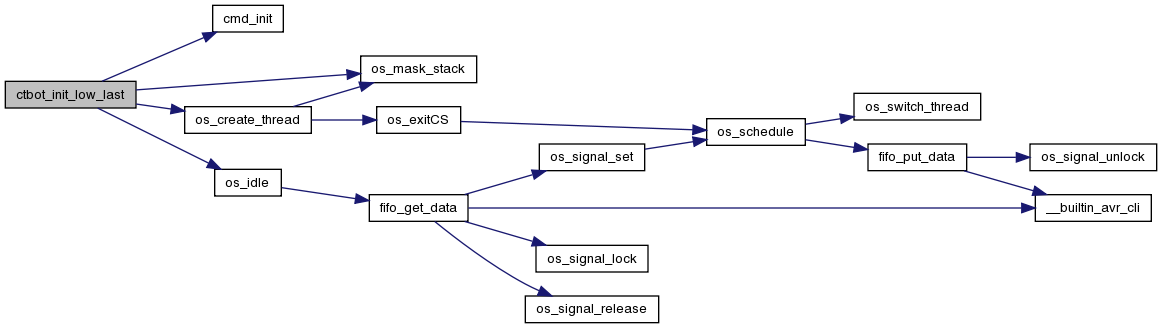 cmd_init
os_mask_stack
ctbot_init_low_last
os_switch_thread
os_create_thread
os_exitCS
os_schedule
os_signal_set
fifo_put_data
os_signal_unlock
os_idle
fifo_get_data
__builtin_avr_cli
os_signal_lock
os_signal_release